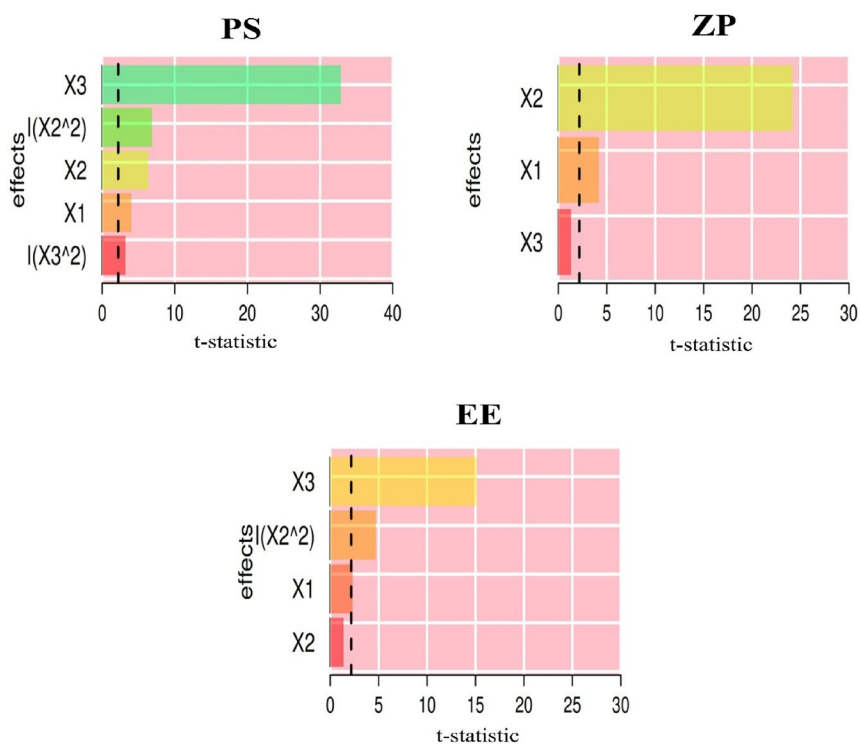 PS
effects
X3
I(X2^2)
X2
X1
I(X3^2)
0 10 20 30 40
t-statistic
ZP
X2
X1
X3
0 5 10 15 20 25 30
t-statistic
EE
effects
X3
I(X2^2)
X1
X2
0 5 10 15 20 25 30
t-statistic